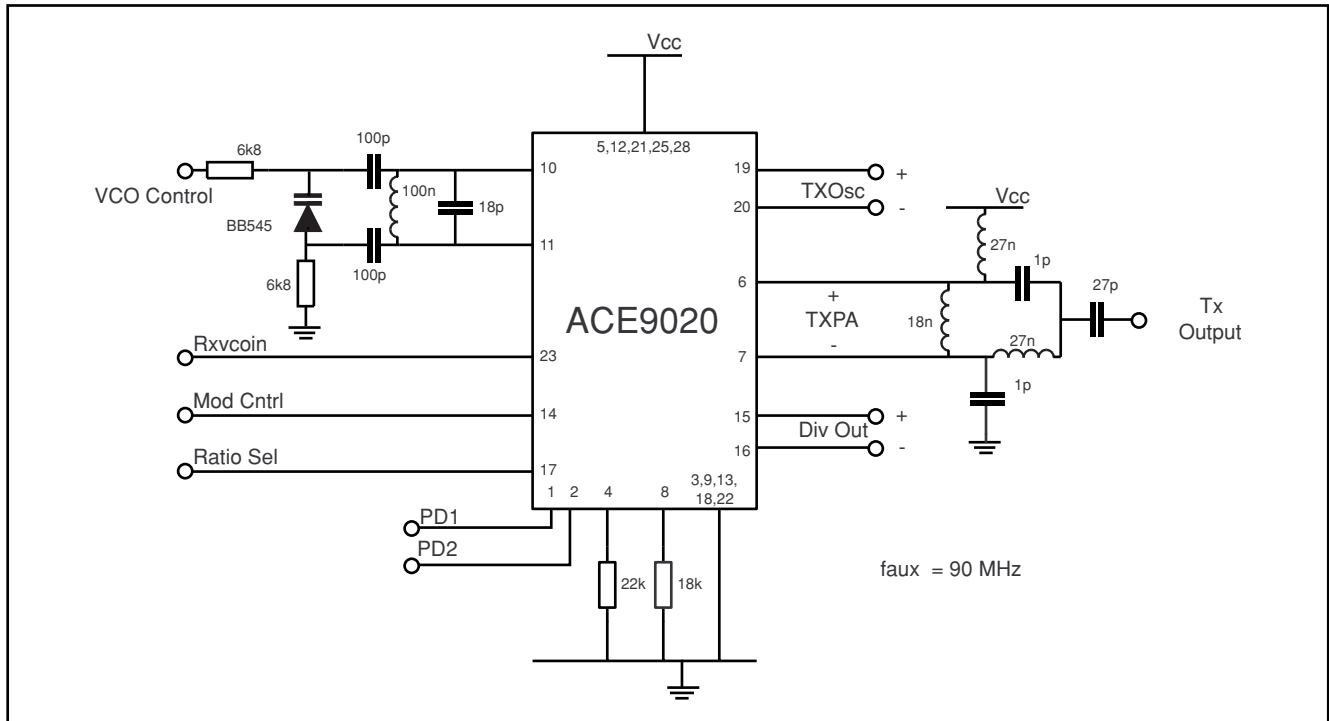 Vcc
100p
6k8
5,12,21,25,28
10
19
+
VCO Control
100n
TXOsc
18p
20
-
Vcc
BB545
27n
11
100p
6
1p
27p
6k8
ACE9020
+
TXPA
-
18n
Tx
Output
27n
Rxvcoin
23
7
1p
Mod Cntrl
14
15
+
Div Out
16
-
Ratio Sel
17
1
2
4
8
3,9,13,
18,22
PD1
PD2
22k
18k
faux = 90 MHz